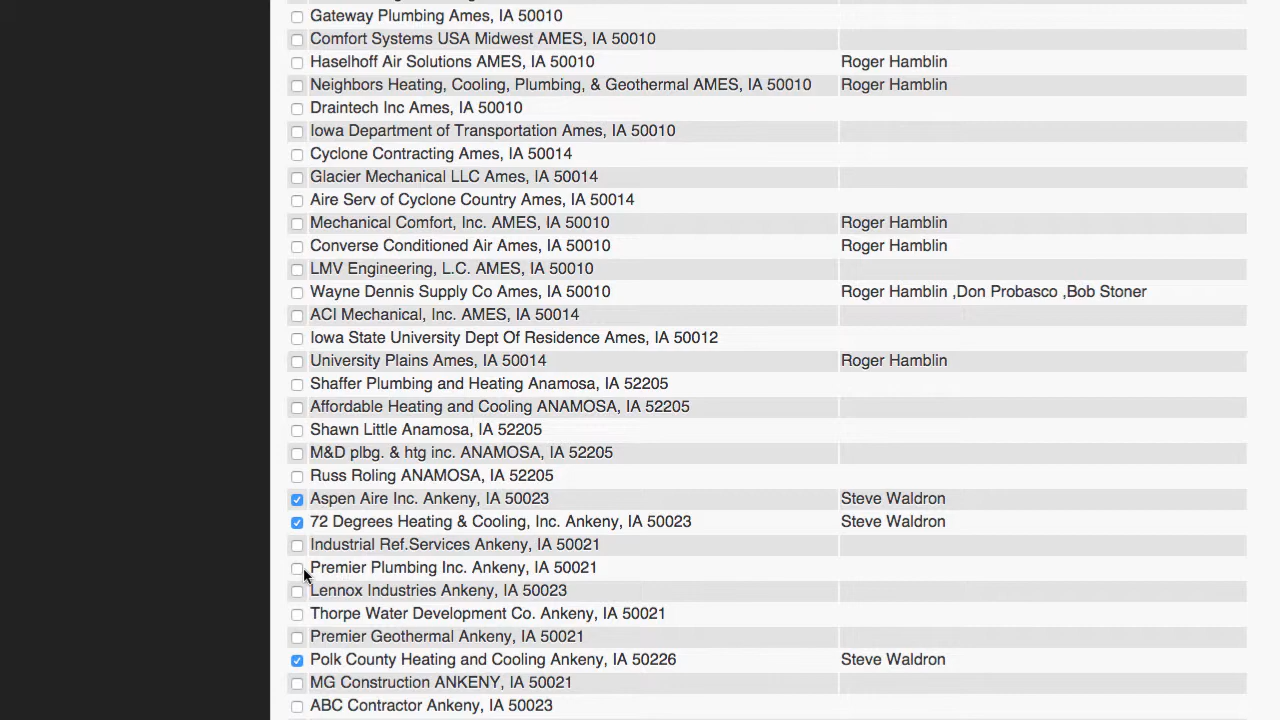 Gateway Plumbing Ames, IA 50010
Comfort Systems USA Midwest AMES, IA 50010
Haselhoff Air Solutions AMES, IA 50010 Roger Hamblin
Neighbors Heating, Cooling, Plumbing, & Geothermal AMES, IA 50010 Roger Hamblin
Draintech Inc Ames, IA 50010
Iowa Department of Transportation Ames, IA 50010
Cyclone Contracting Ames, IA 50014
Glacier Mechanical LLC Ames, IA 50014
Aire Serv of Cyclone Country Ames, IA 50014
Mechanical Comfort, Inc. AMES, IA 50010 Roger Hamblin
Converse Conditioned Air Ames, IA 50010 Roger Hamblin
LMV Engineering, L.C. AMES, IA 50010
Wayne Dennis Supply Co Ames, IA 50010 Roger Hamblin ,Don Probasco ,Bob Stoner
ACI Mechanical, Inc. AMES, IA 50014
Iowa State University Dept Of Residence Ames, IA 50012
University Plains Ames, IA 50014 Roger Hamblin
Shaffer Plumbing and Heating Anamosa, IA 52205
Affordable Heating and Cooling ANAMOSA, IA 52205
Shawn Little Anamosa, IA 52205
M&D plbg. & htg inc. ANAMOSA, IA 52205
Russ Roling ANAMOSA, IA 52205
Aspen Aire Inc. Ankeny, IA 50023 Steve Waldron
72 Degrees Heating & Cooling, Inc. Ankeny, IA 50023 Steve Waldron
Industrial Ref.Services Ankeny, IA 50021
Premier Plumbing Inc. Ankeny, IA 50021
Lennox Industries Ankeny, IA 50023
Thorpe Water Development Co. Ankeny, IA 50021
Premier Geothermal Ankeny, IA 50021
Polk County Heating and Cooling Ankeny, IA 50226 Steve Waldron
MG Construction ANKENY, IA 50021
ABC Contractor Ankeny, IA 50023